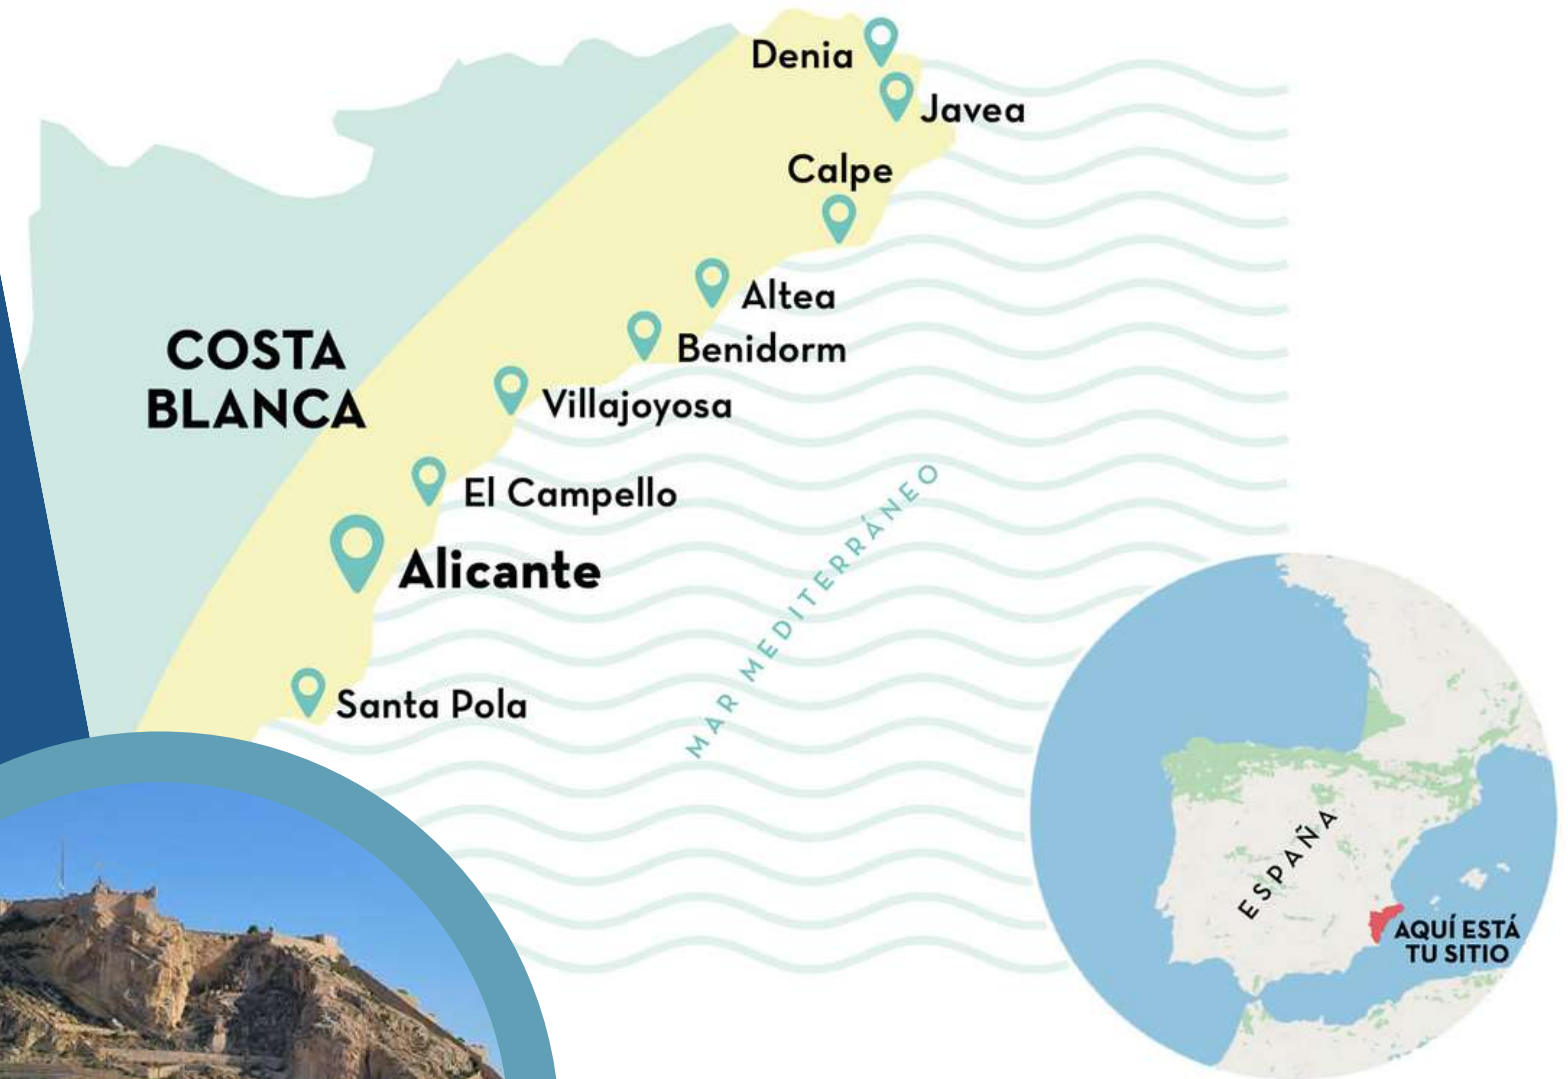 Denia
Javea
Calpe
Altea
COSTA
BLANCA
Benidorm
Villajoyosa
El Campello
Alicante
Santa Pola
MAR MEDITERRÁNEO
ESPAÑA
AQUÍ ESTÁ
TU SITIO